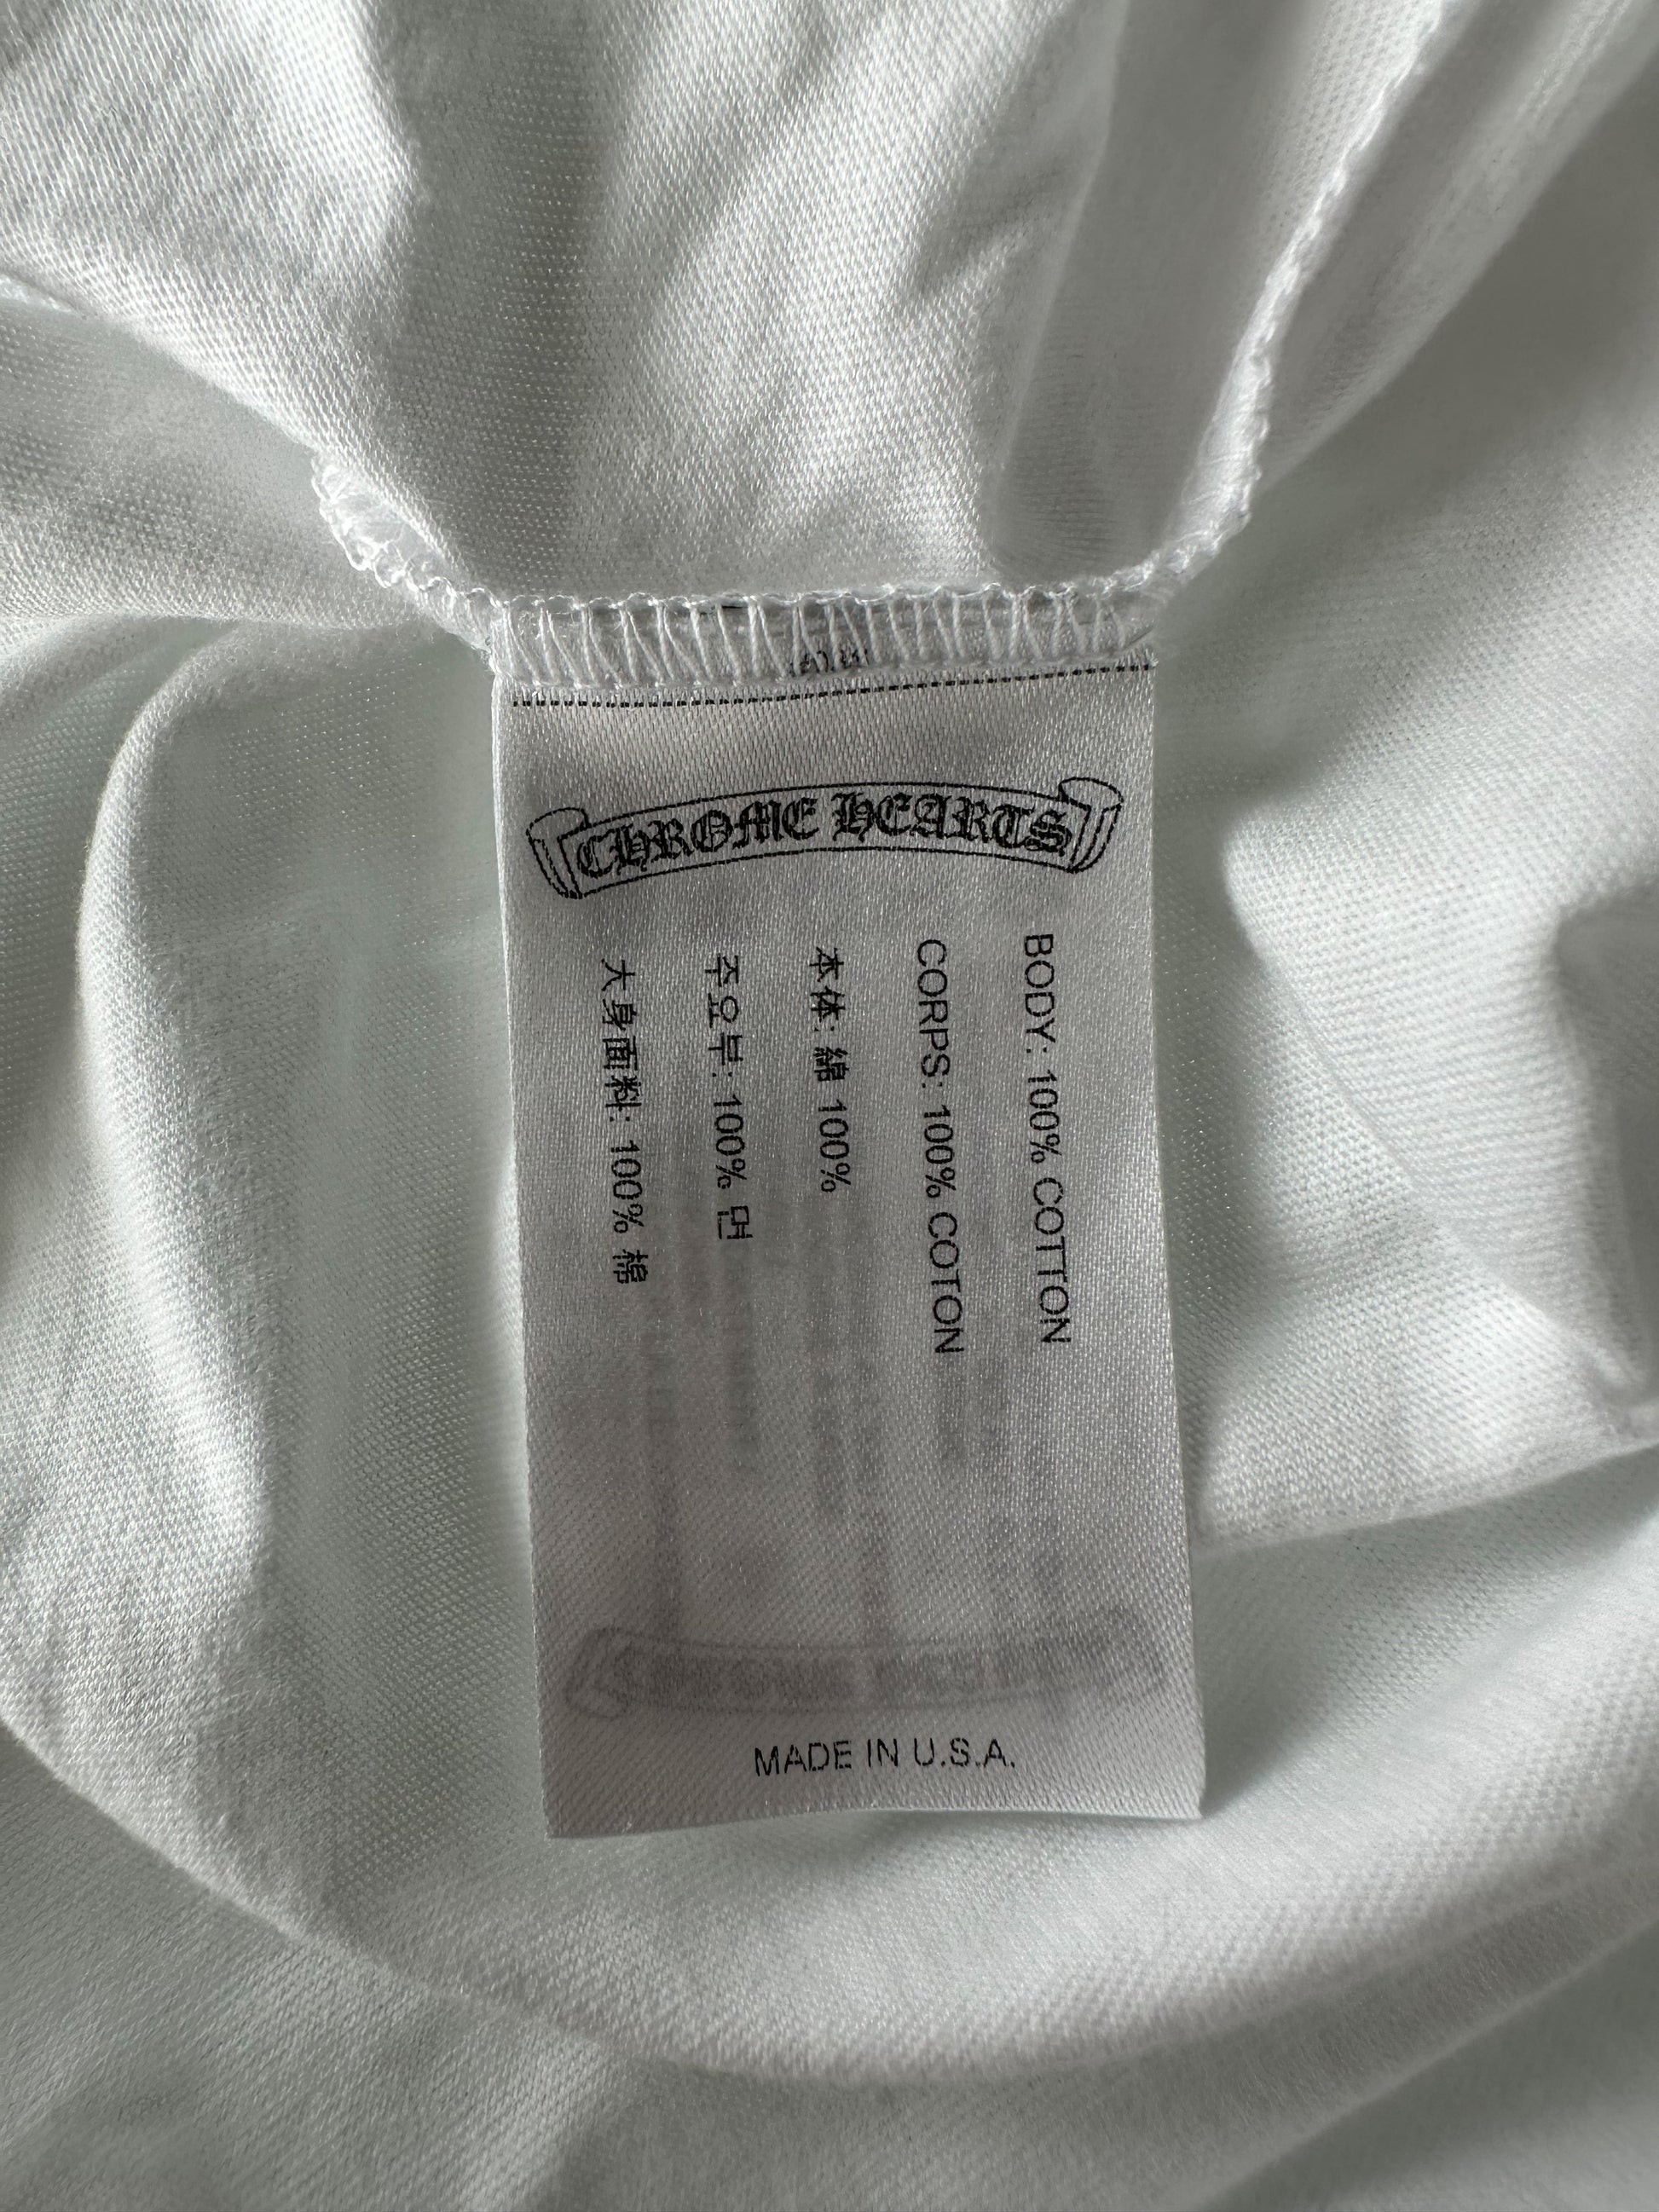 CHROME HEARTS
BODY: 100% COTTON
CORPS: 100% COTON
本体: 綿 100%
주요부: 100% 면
大身面料: 100% 棉
MADE IN U.S.A.